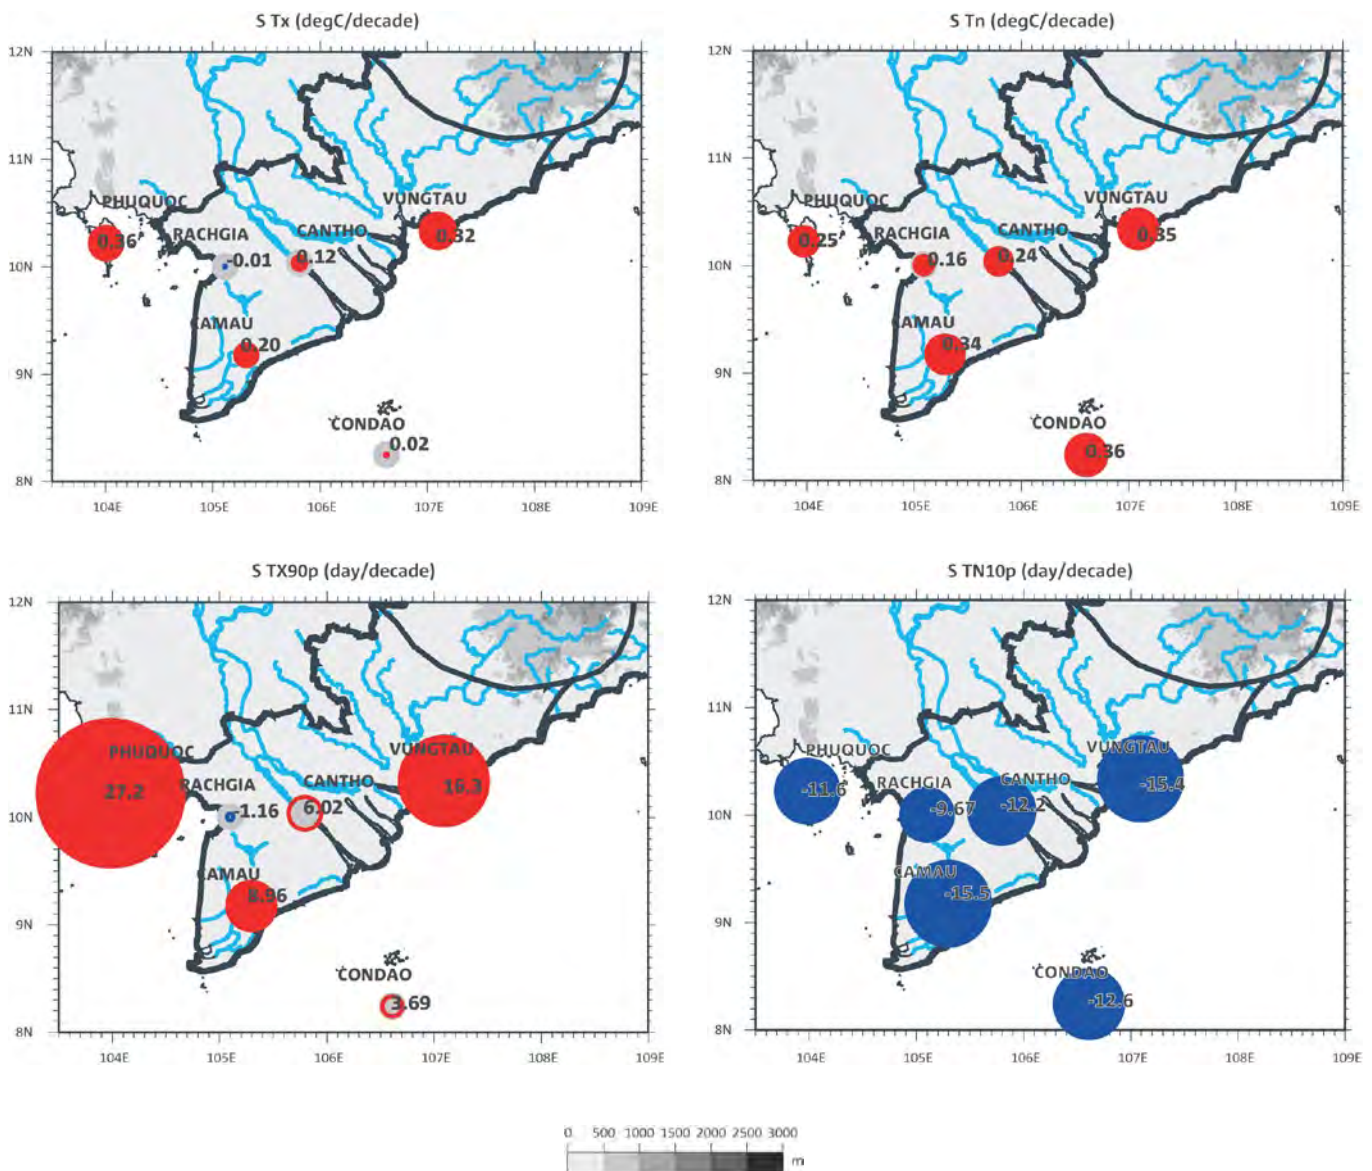 S Tx (degC/decade)
12N
11N
10N
9N
8N
PHUQUOC
0.36
RACHGIA
-0.01
CANTHO
0.12
VUNGTAU
0.32
CAMAU
0.20
CONDAO
0.02
104E 105E 106E 107E 108E 109E
S Tn (degC/decade)
12N
11N
10N
9N
8N
PHUQUOC
0.25
RACHGIA
0.16
CANTHO
0.24
VUNGTAU
0.35
CAMAU
0,34
CONDAO
0.36
104E 105E 106E 107E 108E 109E
S TX90p (day/decade)
12N
11N
10N
9N
8N
PHUQUOC
27.2
RACHGIA
-1.16
CANTHO
6.02
VUNGTAU
16.3
CAMAU
8.96
CONDAO
3.69
104E 105E 106E 107E 108E 109E
S TN10p (day/decade)
12N
11N
10N
9N
8N
PHUQUOC
-11.6
RACHGIA
-9.67
CANTHO
-12.2
VUNGTAU
-15.4
CAMAU
-15.5
CONDAO
-12.6
104E 105E 106E 107E 108E 109E
0 500 1000 1500 2000 2500 3000
m